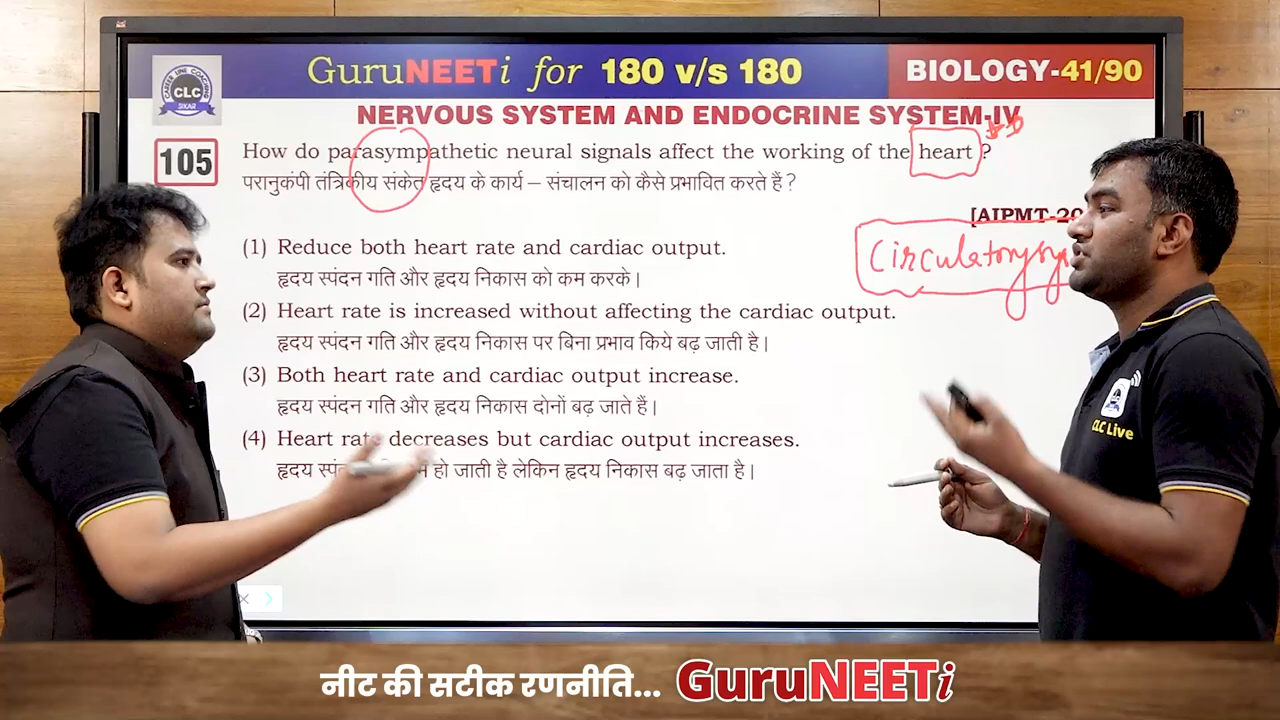 GuruNEETi for 180 v/s 180
BIOLOGY-41/90
CLC
SIKAR
NERVOUS SYSTEM AND ENDOCRINE SYSTEM-IV
105
How do parasympathetic neural signals affect the working of the heart ?
परानुकंपी तंत्रिकीय संकेत हृदय के कार्य – संचालन को कैसे प्रभावित करते हैं ?
[AIPMT-20
Circulatory
(1) Reduce both heart rate and cardiac output.
हृदय स्पंदन गति और हृदय निकास को कम करके |
(2) Heart rate is increased without affecting the cardiac output.
हृदय स्पंदन गति और हृदय निकास पर बिना प्रभाव किये बढ़ जाती है |
(3) Both heart rate and cardiac output increase.
हृदय स्पंदन गति और हृदय निकास दोनों बढ़ जाते हैं |
(4) Heart rate decreases but cardiac output increases.
हृदय हो जाती है लेकिन हृदय निकास बढ़ जाता है |
CLC Live
नीट की सटीक रणनीति... GuruNEETi